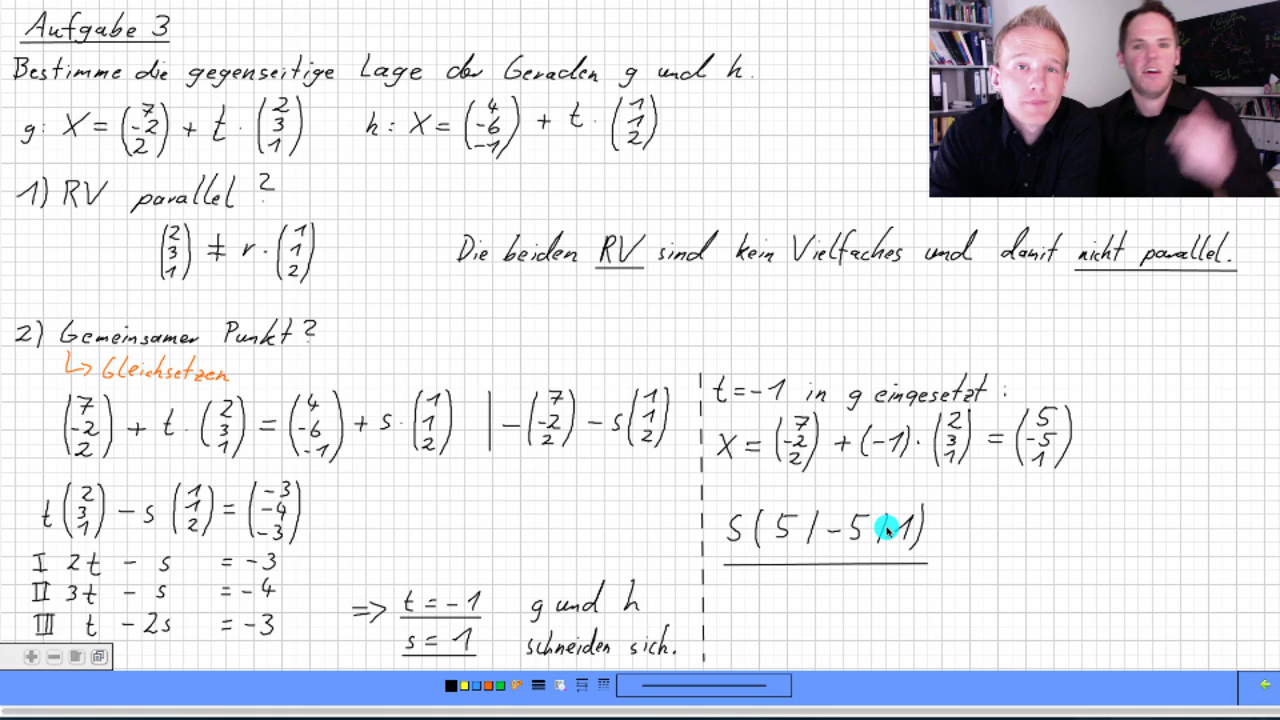 Aufgabe 3
Bestimme die gegenseitige Lage der Geraden g und h.
g: X = (7 -2 2) + t · (2 3 1) h: X = (4 -6 -1) + t · (1 1 2)
1) RV parallel?
(2 3 1) ≠ r · (1 1 2) Die beiden RV sind kein Vielfaches und damit nicht parallel.
2) Gemeinsamer Punkt?
↳ Gleichsetzen
(7 -2 2) + t · (2 3 1) = (4 -6 -1) + s · (1 1 2) | - (7 -2 2) - s (1 1 2)
t (2 3 1) - s (1 1 2) = (-3 -4 -3)
I 2t - s = -3
II 3t - s = -4
III t - 2s = -3
=> t = -1
s = 1
g und h
schneiden sich.
t = -1 in g eingesetzt:
X = (7 -2 2) + (-1) · (2 3 1) = (5 -5 1)
S ( 5 / -5 / 1 )